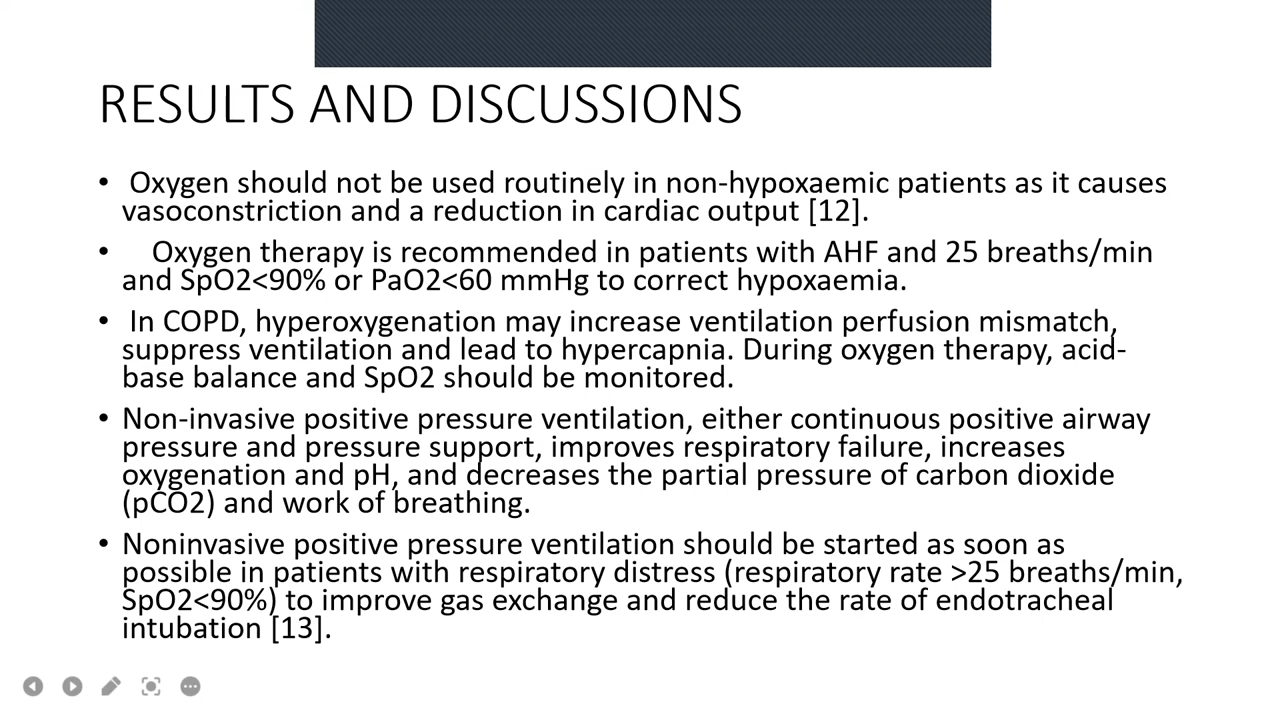 RESULTS AND DISCUSSIONS
• Oxygen should not be used routinely in non-hypoxaemic patients as it causes
vasoconstriction and a reduction in cardiac output [12].
• Oxygen therapy is recommended in patients with AHF and 25 breaths/min
and SpO2<90% or PaO2<60 mmHg to correct hypoxaemia.
• In COPD, hyperoxygenation may increase ventilation perfusion mismatch,
suppress ventilation and lead to hypercapnia. During oxygen therapy, acid-
base balance and SpO2 should be monitored.
• Non-invasive positive pressure ventilation, either continuous positive airway
pressure and pressure support, improves respiratory failure, increases
oxygenation and pH, and decreases the partial pressure of carbon dioxide
(pCO2) and work of breathing.
• Noninvasive positive pressure ventilation should be started as soon as
possible in patients with respiratory distress (respiratory rate >25 breaths/min,
SpO2<90%) to improve gas exchange and reduce the rate of endotracheal
intubation [13].